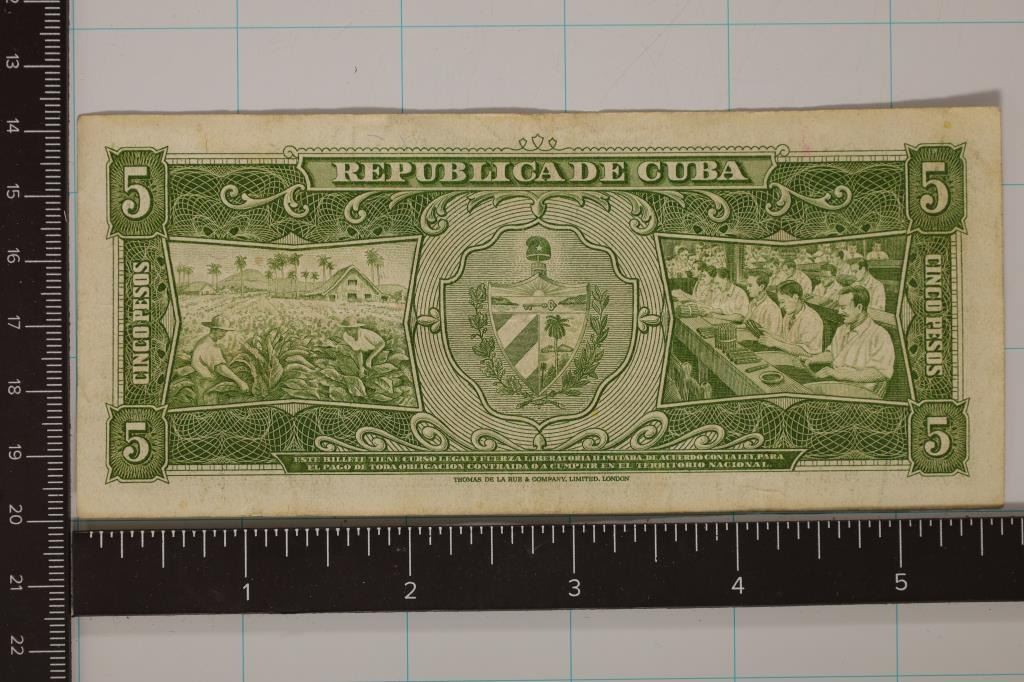 12
13
14
15
16
17
18
19
20
21
22
5
REPUBLICA DE CUBA
5
CINCO PESOS
CINCO PESOS
5
5
ESTE BILLETE TIENE CURSO LEGAL Y FUERZA LIBERATORIA ILIMITADA, DE ACUERDO CON LA LEY, PARA
EL PAGO DE TODA OBLIGACION CONTRAIDA O A CUMPLIR EN EL TERRITORIO NACIONAL.
THOMAS DE LA RUE & COMPANY, LIMITED, LONDON
1 2 3 4 5